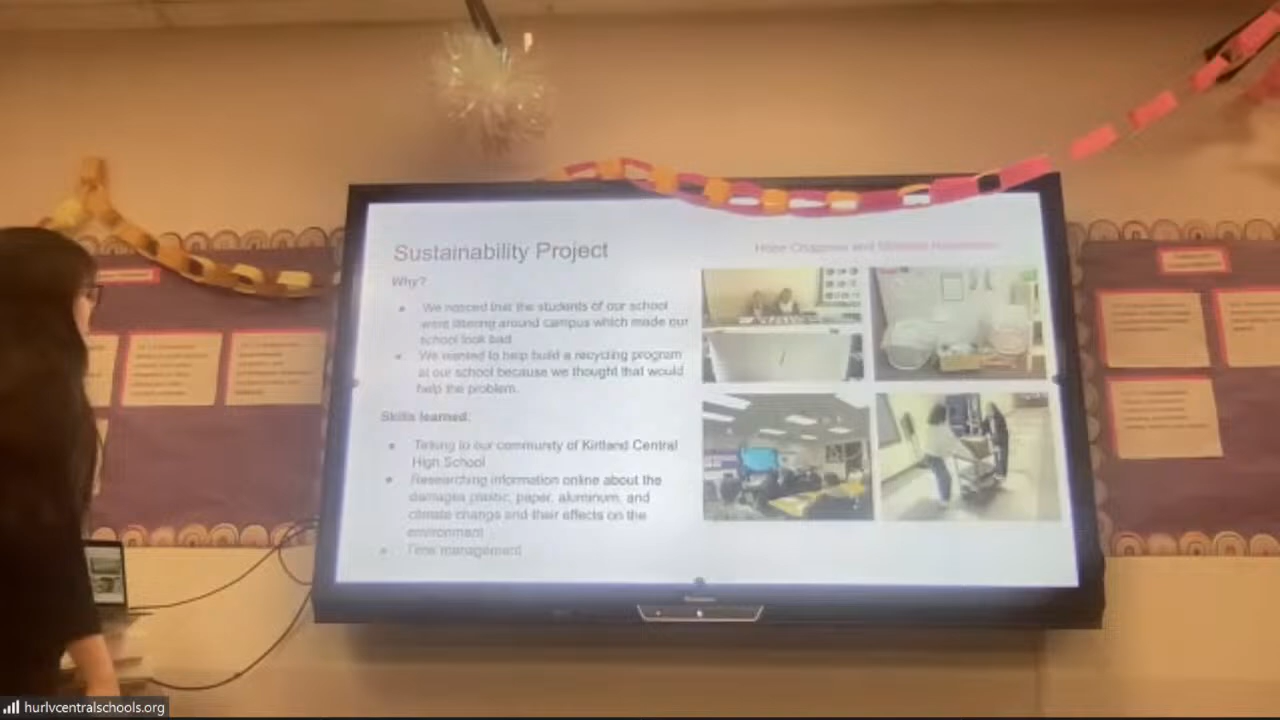 Sustainability Project
Hope Chapman and
Why?
We noticed that the students of our school
were littering around campus which made our
school look bad
We wanted to help build a recycling program
at our school because we thought that would
help the problem.
Skills learned:
Talking to our community of Kirtland Central
High School
Researching information online about the
damages plastic, paper, aluminum, and
climate change and their effects on the
environment
Time management
hurlvcentralschools.org